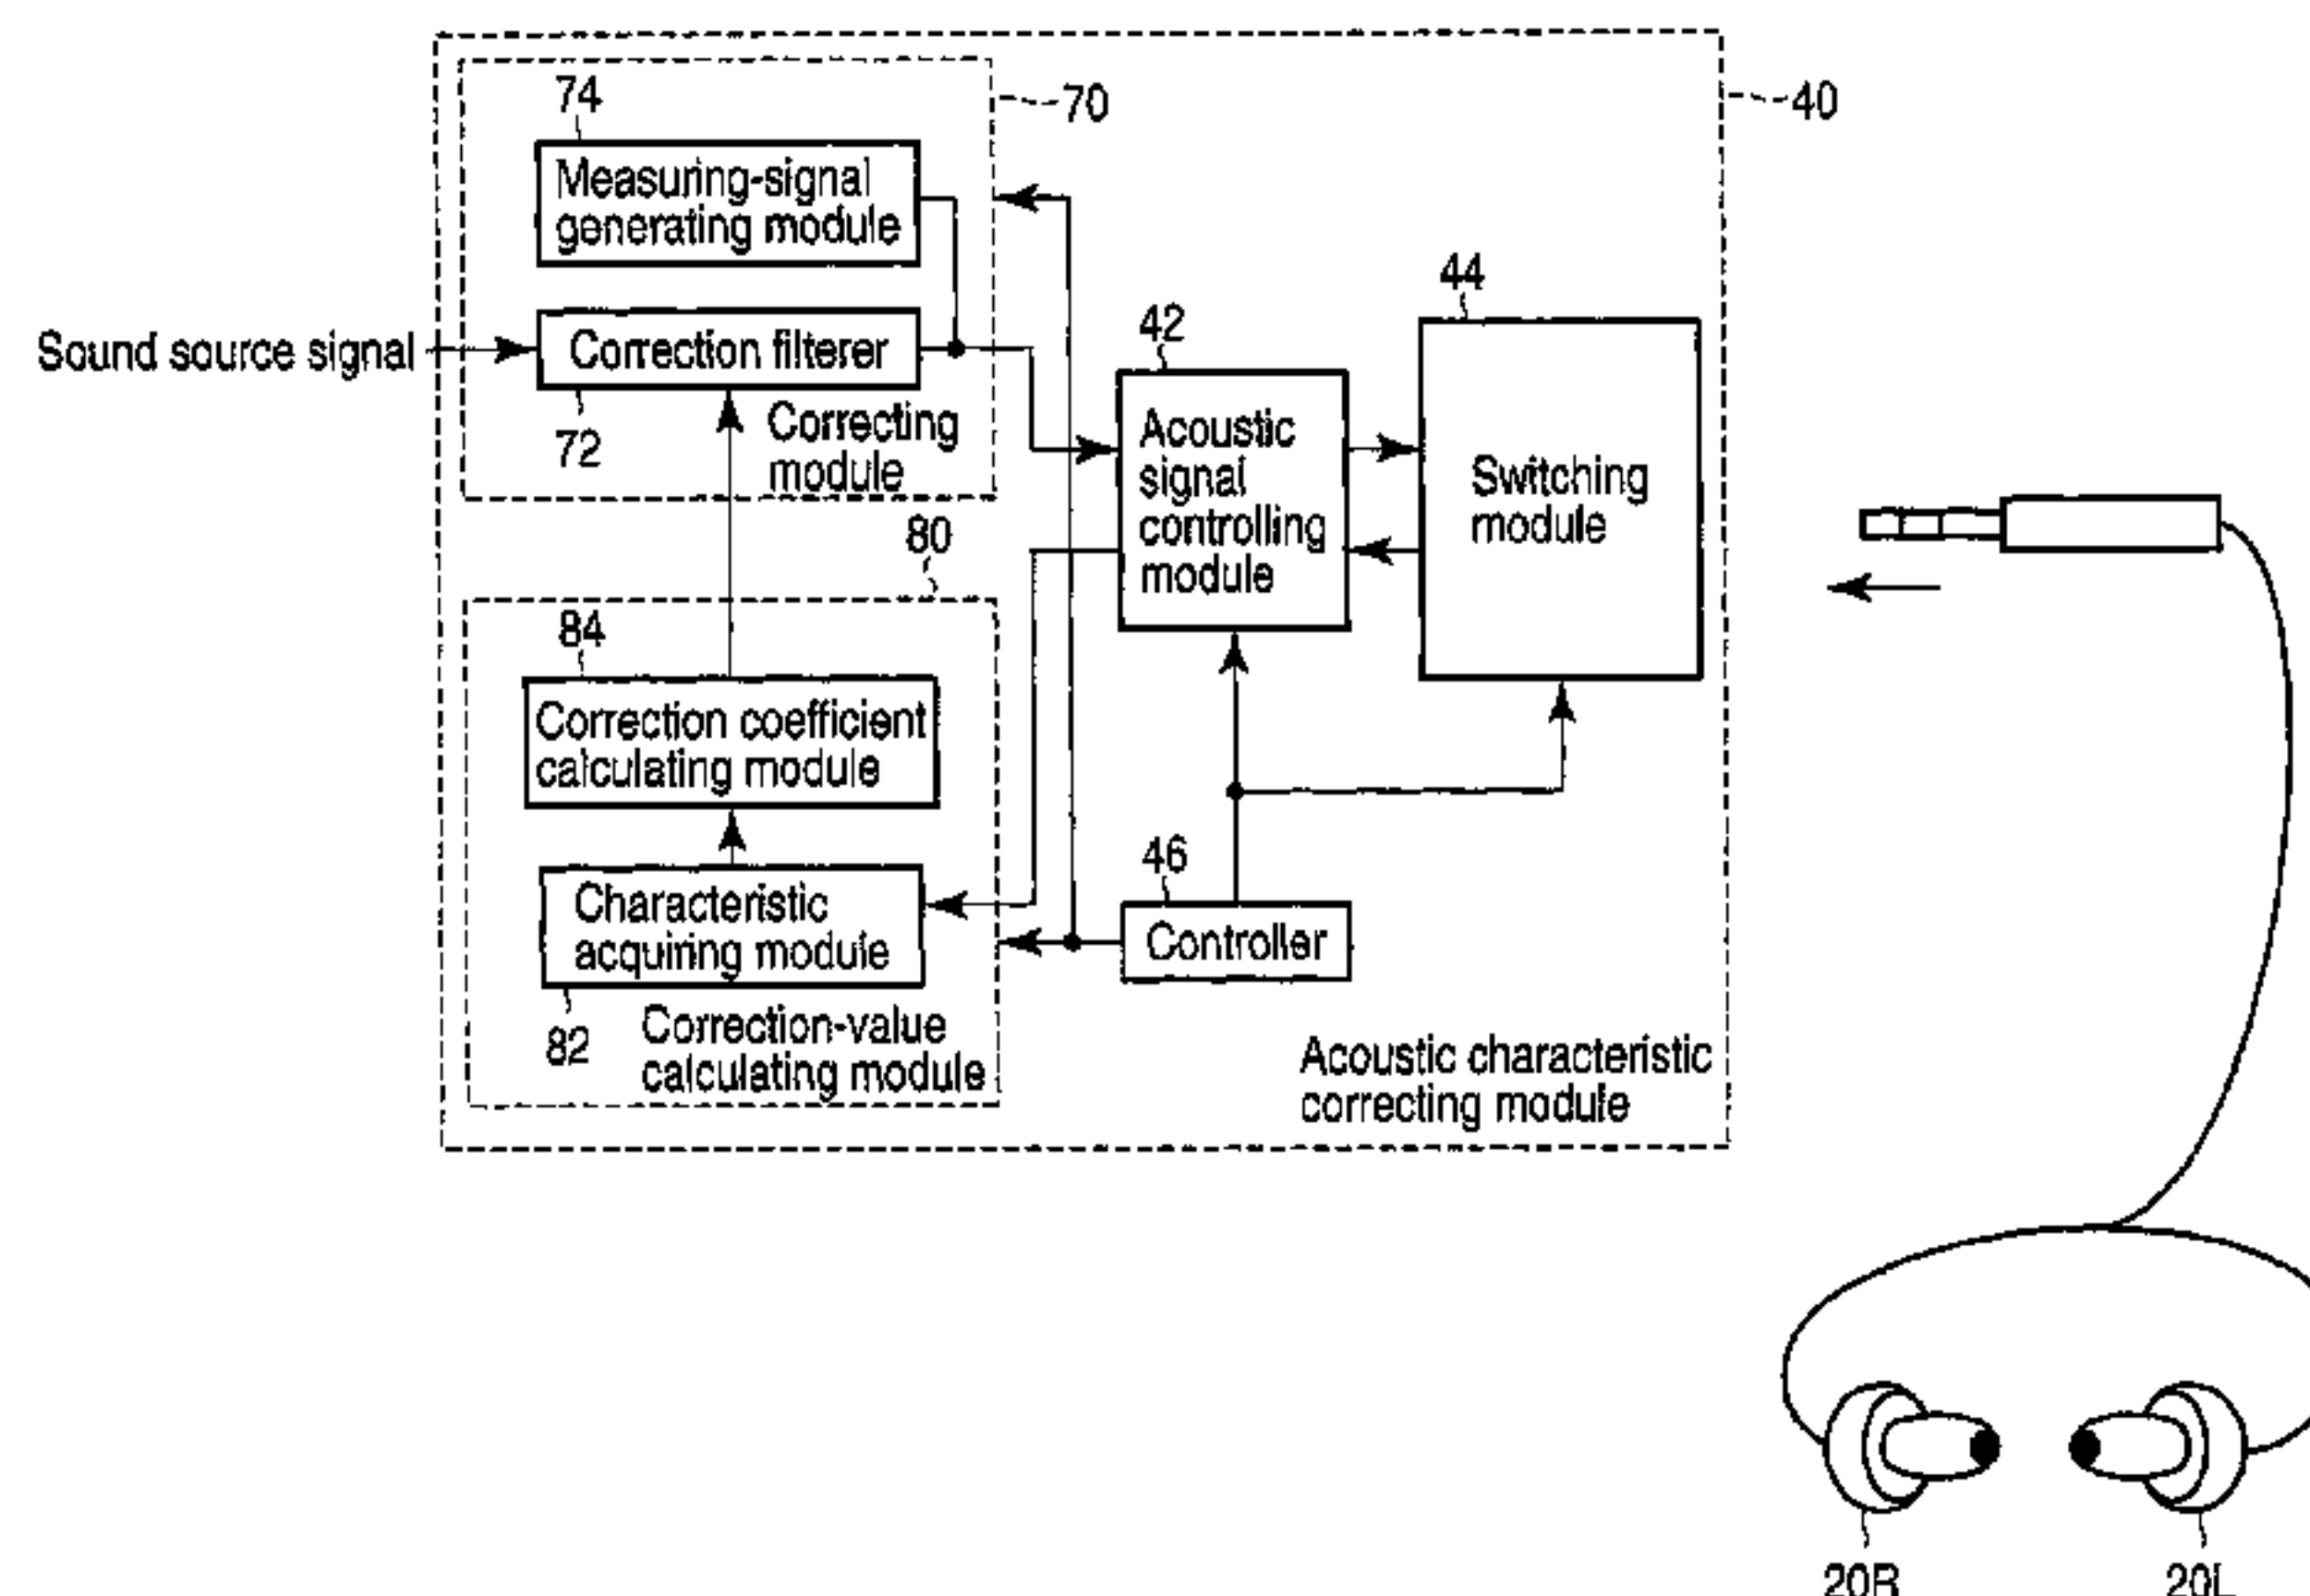 74
70
40
Measuring-signal
generating module
44
42
Sound source signal
Correction filterer
72
Correcting
module
Acoustic
signal
controlling
module
Switching
module
80
84
Correction coefficient
calculating module
46
Characteristic
acquiring module
Controller
82
Correction-value
calculating module
Acoustic characteristic
correcting module
20R
20L